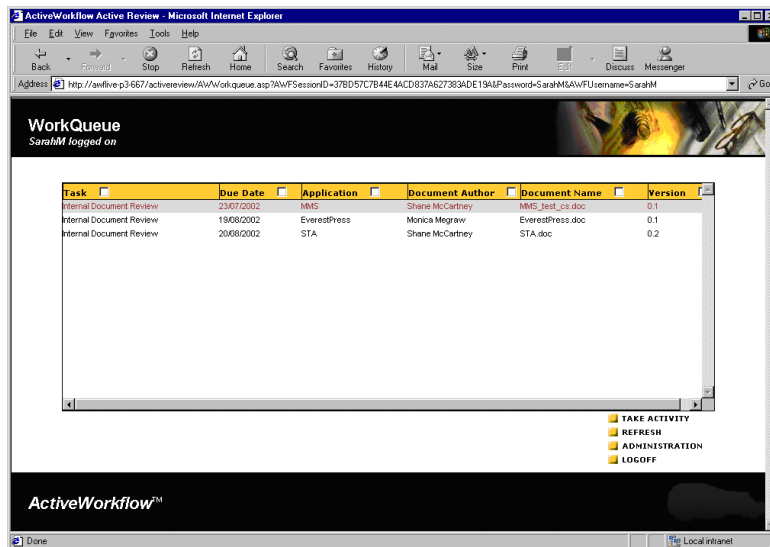 ActiveWorkflow Active Review - Microsoft Internet Explorer
File Edit View Favorites Tools Help
Back Forward Stop Refresh Home Search Favorites History Mail Size Print Edit Discuss Messenger
Address http://awflive-p3-667/activereview/AWWorkqueue.asp?AWFSessionID=37BD57C7B44E4ACD837A627383ADE19A&Password=SarahM&AWFUsername=SarahM Go
WorkQueue
SarahM logged on
Task Due Date Application Document Author Document Name Version
Internal Document Review 23/07/2002 MMS Shane McCartney MMS_test_cs.doc 0.1
Internal Document Review 19/08/2002 EverestPress Monica Megraw EverestPress.doc 0.1
Internal Document Review 20/08/2002 STA Shane McCartney STA.doc 0.2
TAKE ACTIVITY
REFRESH
ADMINISTRATION
LOGOFF
ActiveWorkflow™
Done Local intranet